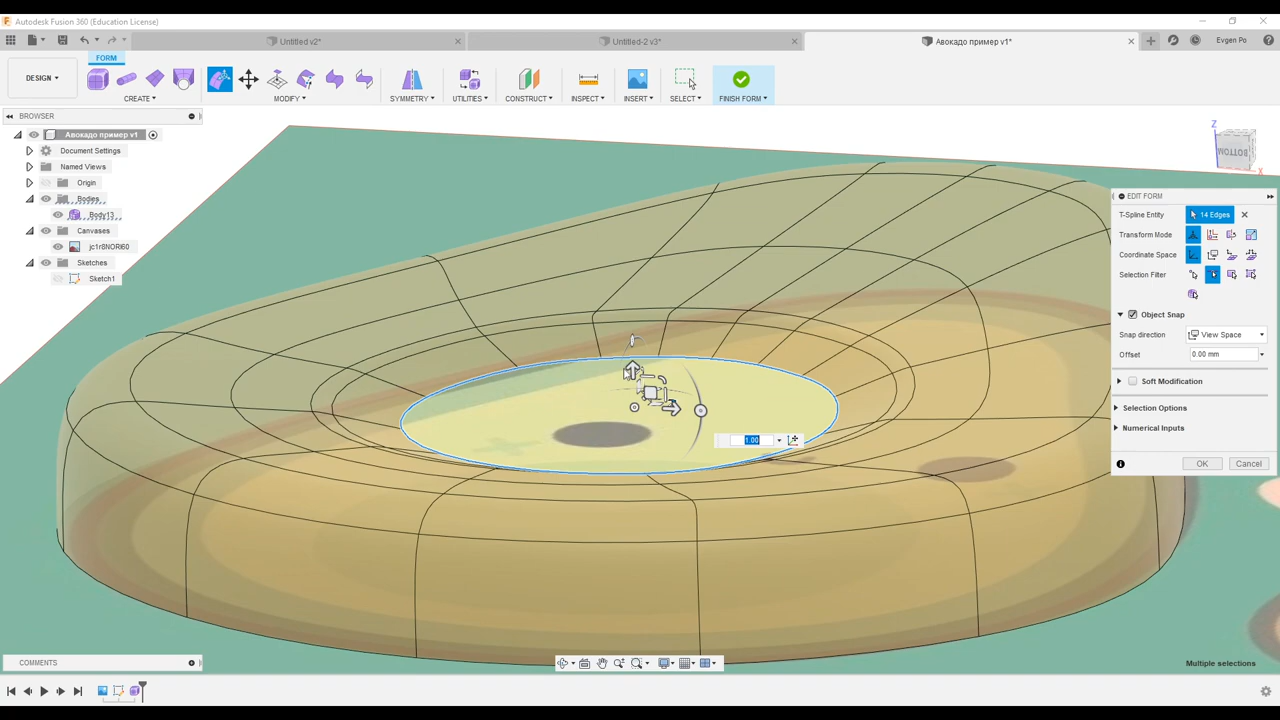 Autodesk Fusion 360 (Education License)
Untitled v2*
Untitled-2 v3*
Авокадо пример v1*
Evgen Po
FORM
DESIGN
CREATE
MODIFY
SYMMETRY
UTILITIES
CONSTRUCT
INSPECT
INSERT
SELECT
FINISH FORM
BROWSER
Авокадо пример v1
Document Settings
Named Views
Origin
Bodies
Body13
Canvases
jc1r8NORI60
Sketches
Sketch1
Z
BOTTOM
X
EDIT FORM
T-Spline Entity 14 Edges
Transform Mode
Coordinate Space
Selection Filter
Object Snap
Snap direction View Space
Offset 0.00 mm
Soft Modification
Selection Options
Numerical Inputs
OK Cancel
1.00
COMMENTS
Multiple selections